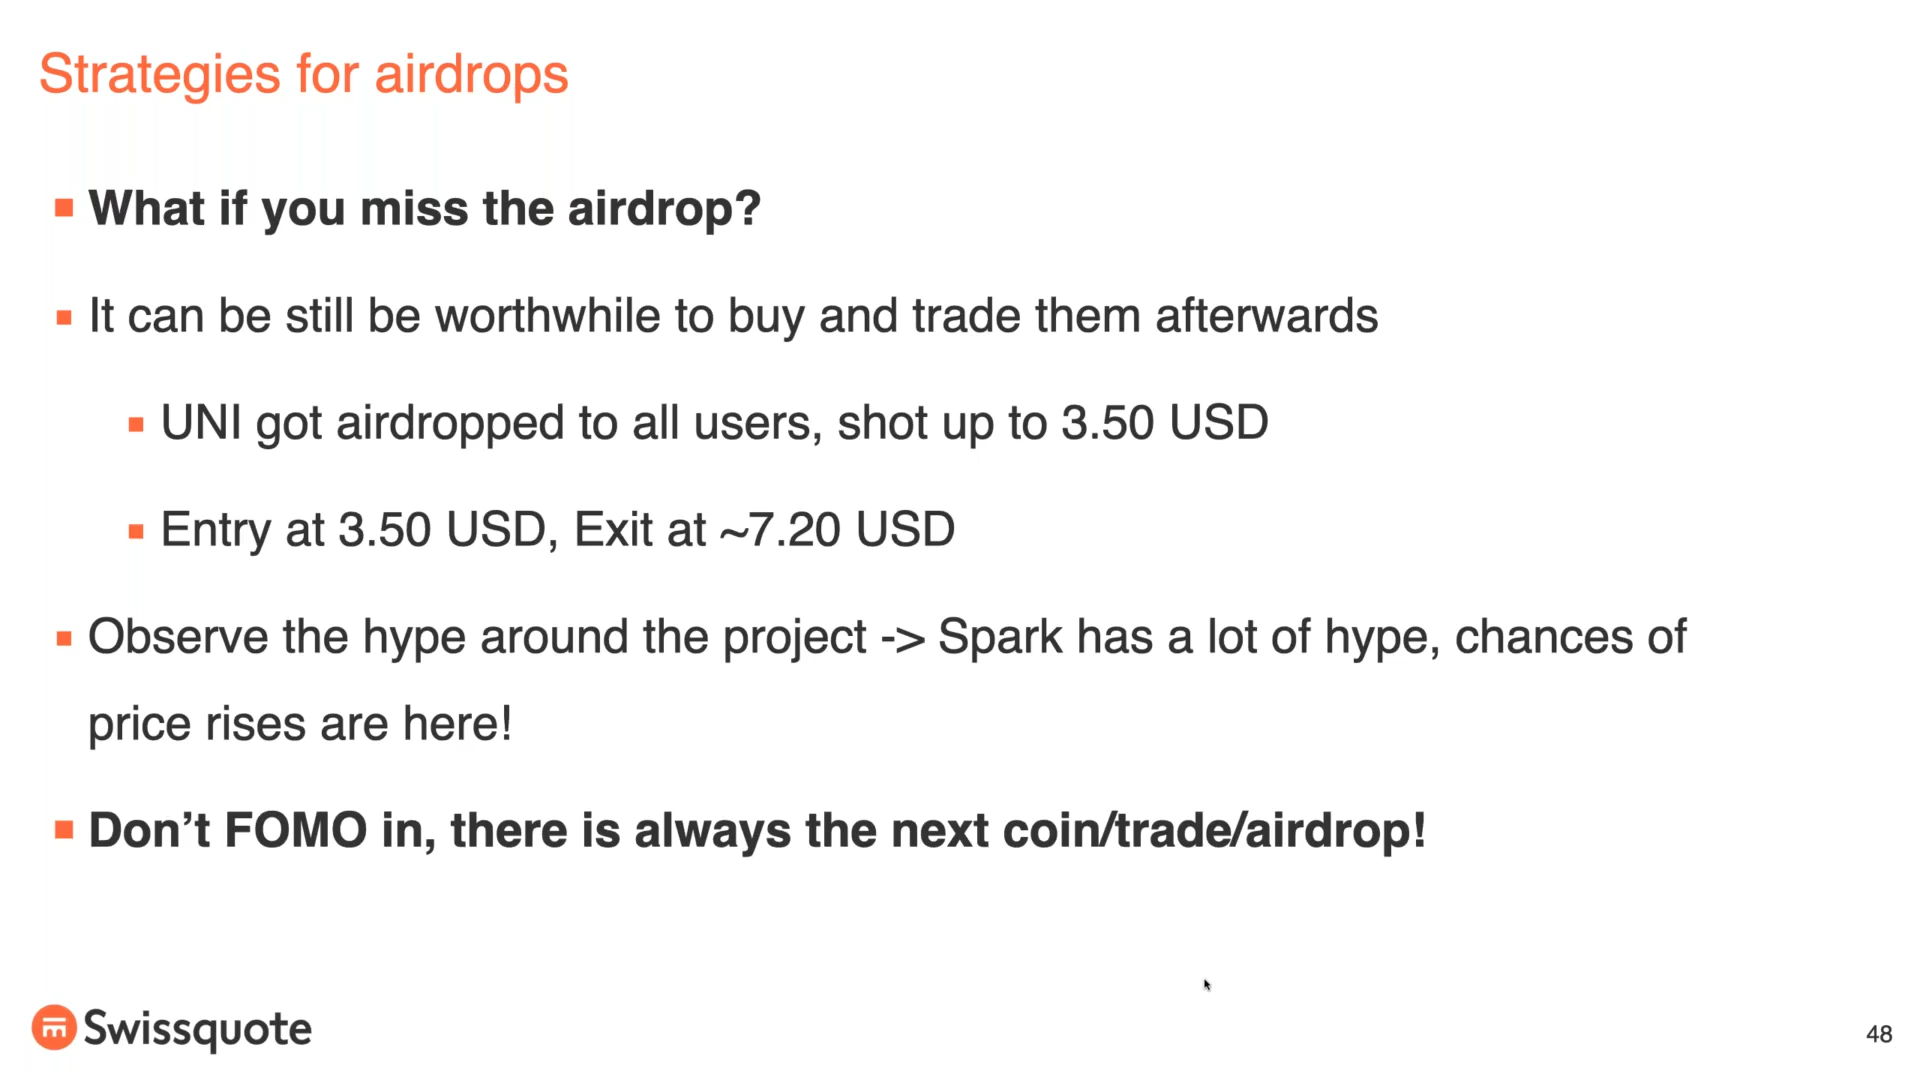 Strategies for airdrops
What if you miss the airdrop?
It can be still be worthwhile to buy and trade them afterwards
UNI got airdropped to all users, shot up to 3.50 USD
Entry at 3.50 USD, Exit at ~7.20 USD
Observe the hype around the project -> Spark has a lot of hype, chances of
price rises are here!
Don’t FOMO in, there is always the next coin/trade/airdrop!
Swissquote
48